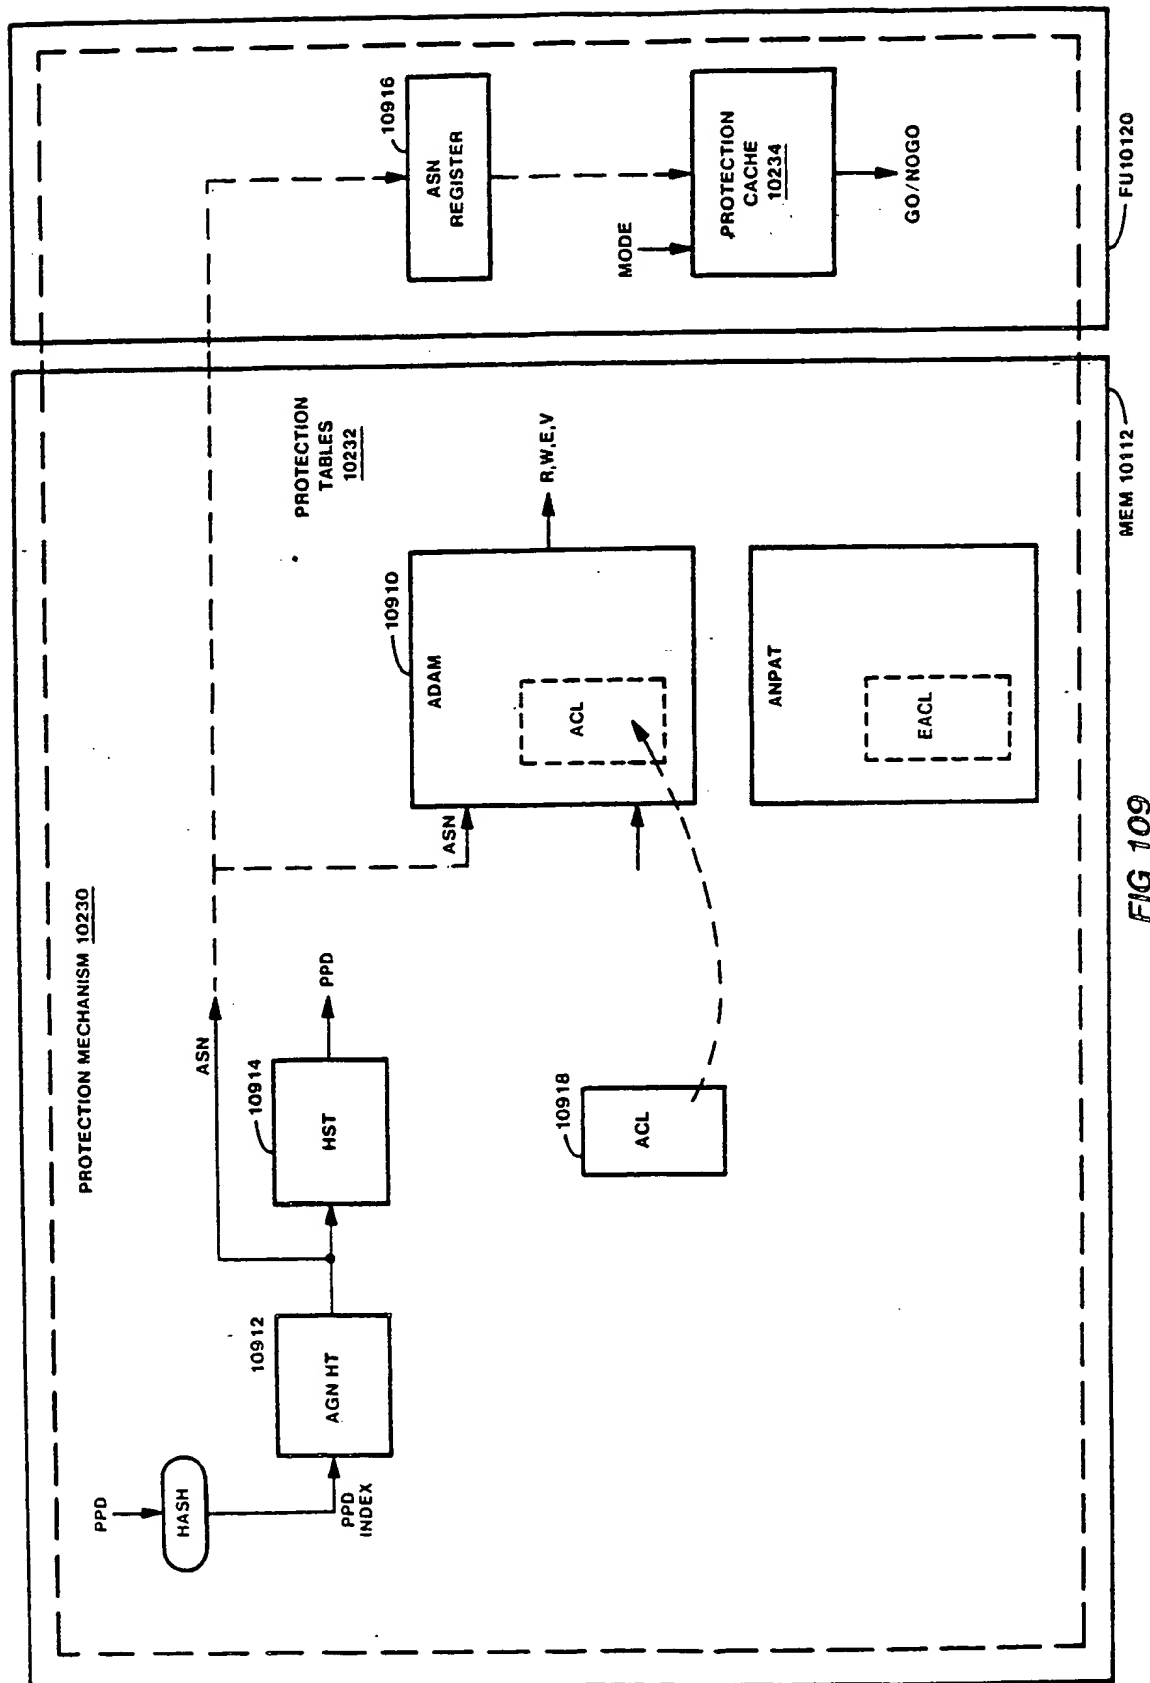 PROTECTION MECHANISM 10230
PPD
HASH
PPD
INDEX
10912
AGN HT
ASN
10914
HST
PPD
10918
ACL
PROTECTION
TABLES
10232
ASN
10910
ADAM
ACL
R,W,E,V
ANPAT
EACL
10916
ASN
REGISTER
MODE
PROTECTION
CACHE
10234
GO/NOGO
MEM 10112
FU 10120
FIG 109